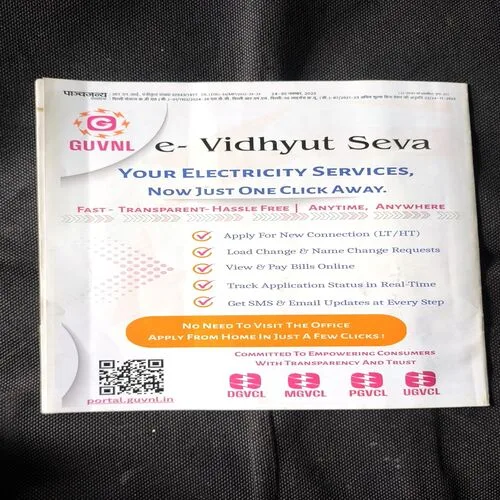 पाञ्चजन्य
GUVNL
e- Vidhyut Seva
YOUR ELECTRICITY SERVICES,
NOW JUST ONE CLICK AWAY.
FAST - TRANSPARENT- HASSLE FREE | ANYTIME, ANYWHERE
Apply For New Connection (LT/HT)
Load Change & Name Change Requests
View & Pay Bills Online
Track Application Status in Real-Time
Get SMS & Email Updates at Every Step
NO NEED TO VISIT THE OFFICE
APPLY FROM HOME IN JUST A FEW CLICKS !
COMMITTED TO EMPOWERING CONSUMERS
WITH TRANSPARENCY AND TRUST
portal.guvnl.in
DGVCL MGVCL PGVCL UGVCL